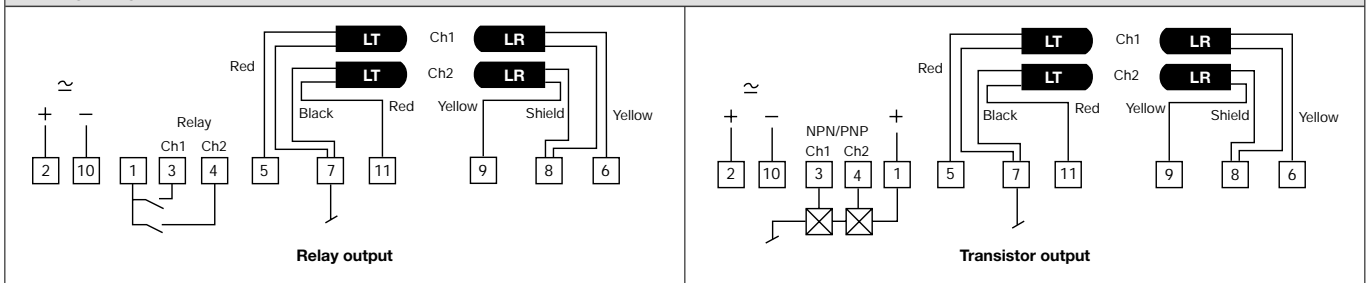 LT Ch1 LR
Red
LT Ch2 LR
Black Red Yellow Shield Yellow
≃
+ −
Relay
Ch1 Ch2
2 10 1 3 4 5 7 11 9 8 6
Relay output
LT Ch1 LR
Red
LT Ch2 LR
Black Red Yellow Shield Yellow
≃
+ − +
NPN/PNP
Ch1 Ch2
2 10 3 4 1 5 7 11 9 8 6
Transistor output